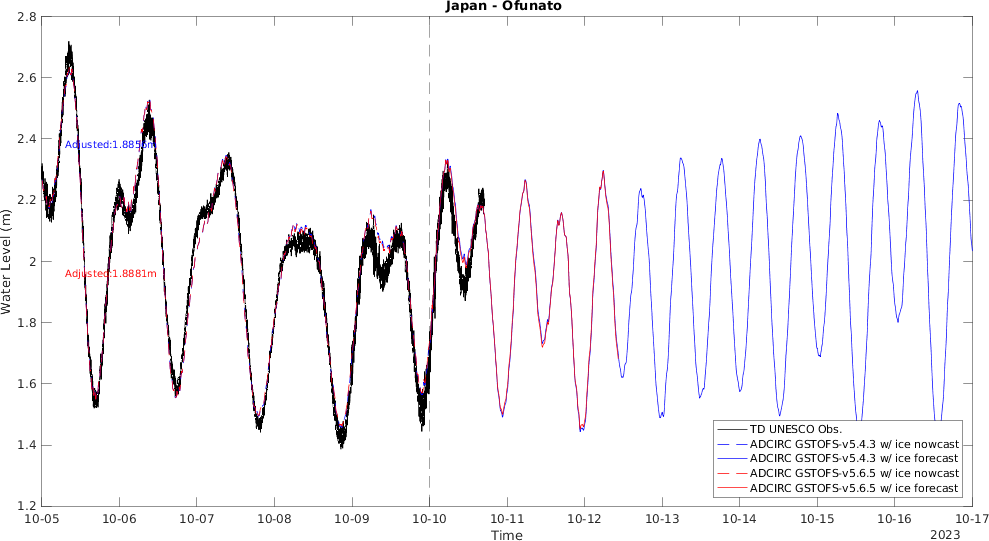 Japan - Ofunato
2.8
2.6
2.4
2.2
2
1.8
1.6
1.4
1.2
Water Level (m)
Adjusted:1.8856m
Adjusted:1.8881m
TD UNESCO Obs.
ADCIRC GSTOFS-v5.4.3 w/ ice nowcast
ADCIRC GSTOFS-v5.4.3 w/ ice forecast
ADCIRC GSTOFS-v5.6.5 w/ ice nowcast
ADCIRC GSTOFS-v5.6.5 w/ ice forecast
10-05 10-06 10-07 10-08 10-09 10-10 10-11 10-12 10-13 10-14 10-15 10-16 10-17
Time
2023